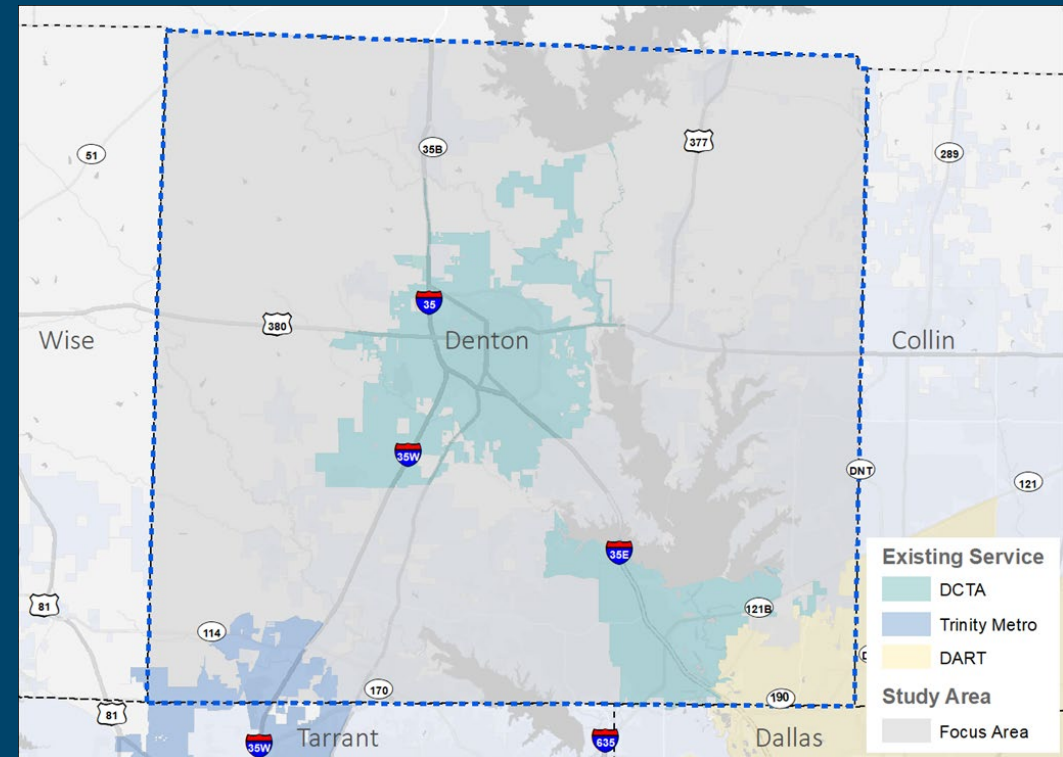 377
35B
51
289
35
380
Wise
Denton
Collin
35W
DNT
121
35E
Existing Service
DCTA
81
121B
Trinity Metro
114
DART
170
190
Study Area
81
Focus Area
35W
Tarrant
635
Dallas